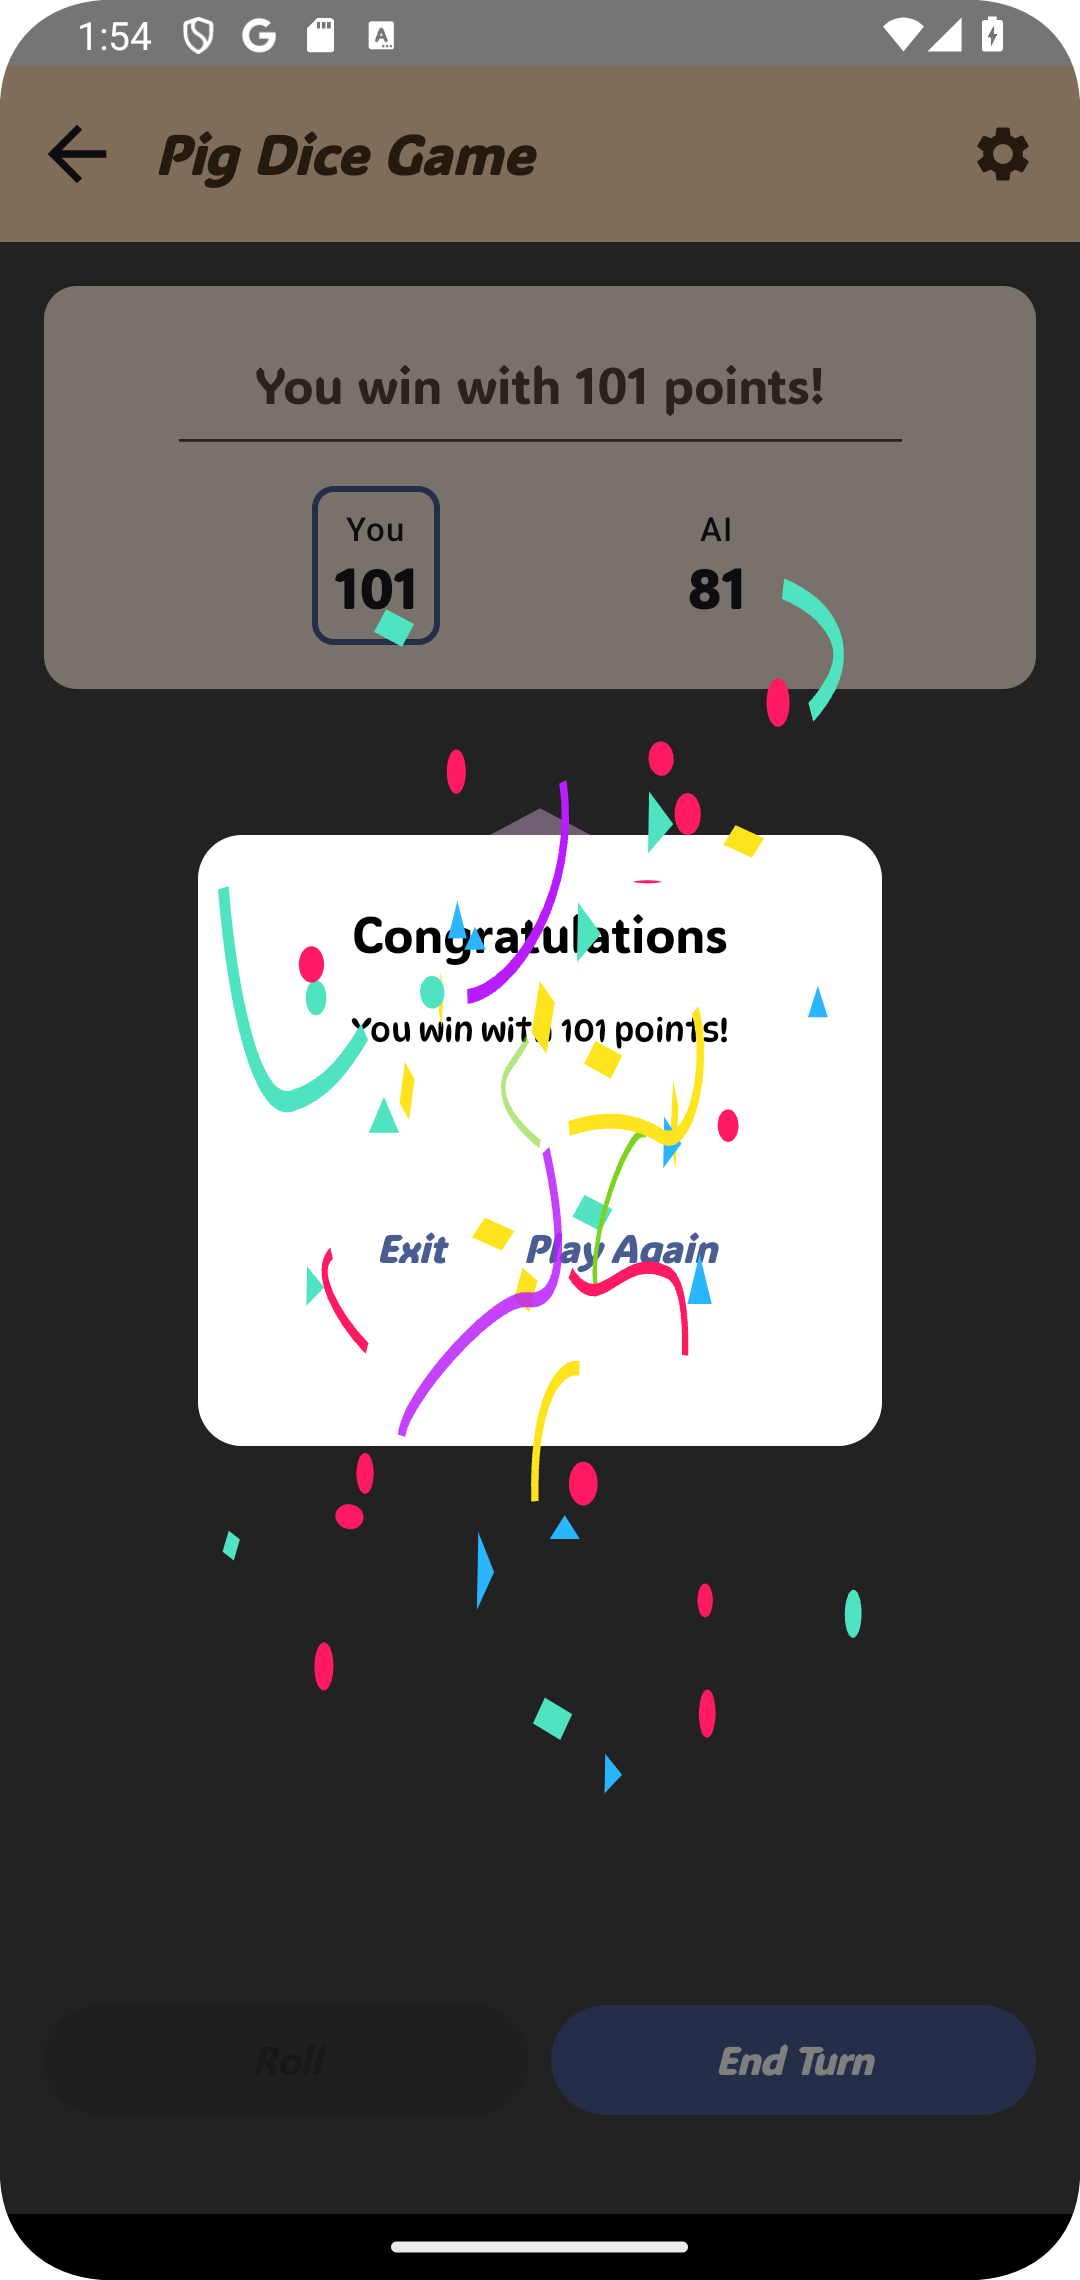 1:54
Pig Dice Game
You win with 101 points!
You
101
AI
81
Congratulations
You win with 101 points!
Exit
Play Again
Roll
End Turn